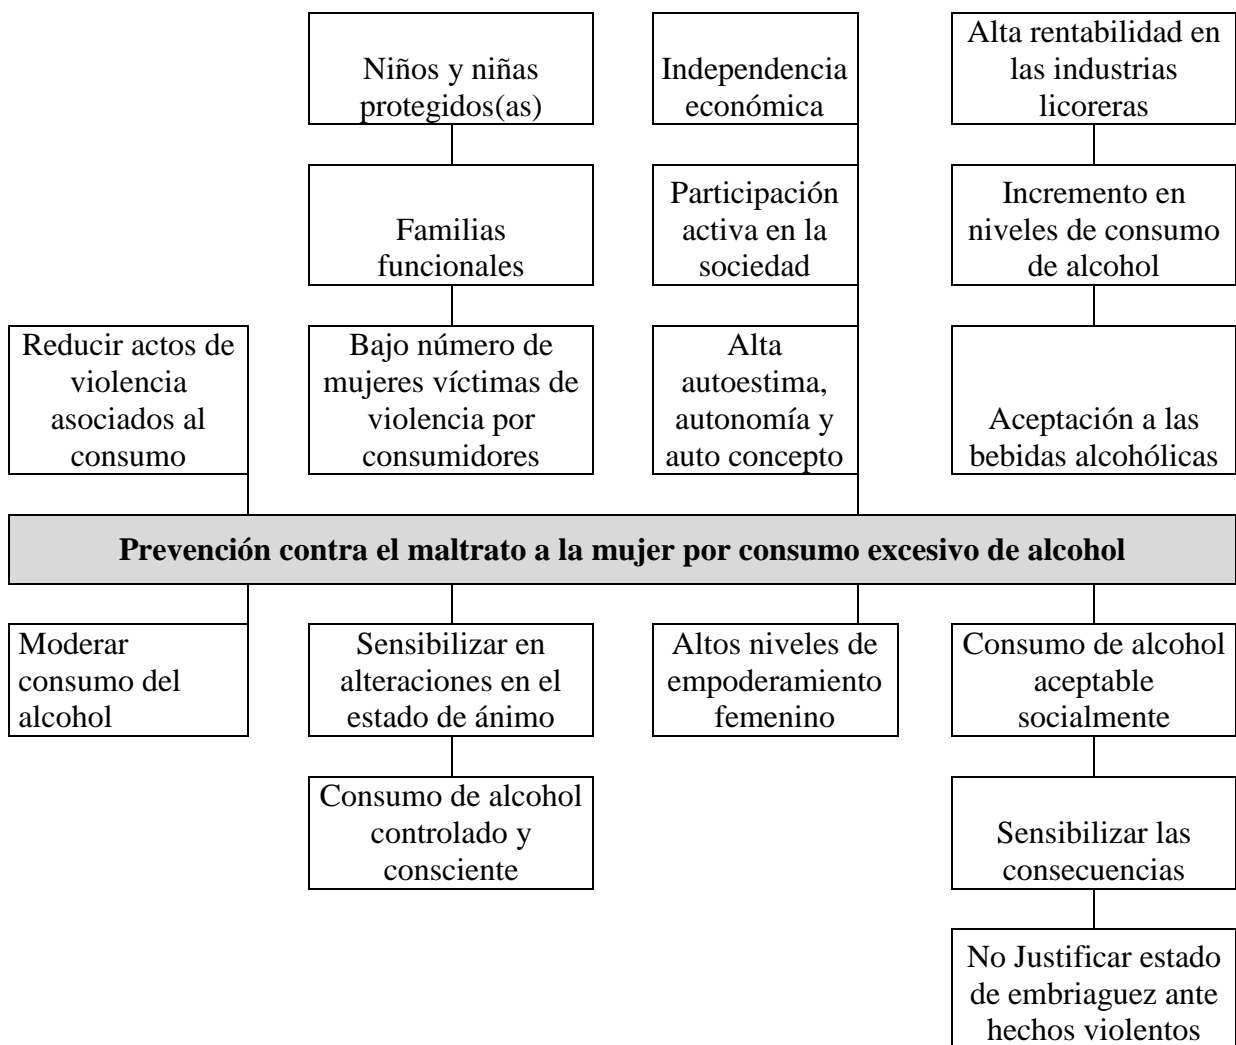 Niños y niñas
protegidos(as)
Independencia
económica
Alta rentabilidad en
las industrias
licoreras
Familias
funcionales
Participación
activa en la
sociedad
Incremento en
niveles de consumo
de alcohol
Reducir actos de
violencia
asociados al
consumo
Bajo número de
mujeres víctimas de
violencia por
consumidores
Alta
autoestima,
autonomía y
auto concepto
Aceptación a las
bebidas alcohólicas
Prevención contra el maltrato a la mujer por consumo excesivo de alcohol
Moderar
consumo del
alcohol
Sensibilizar en
alteraciones en el
estado de ánimo
Altos niveles de
empoderamiento
femenino
Consumo de alcohol
aceptable
socialmente
Consumo de alcohol
controlado y
consciente
Sensibilizar las
consecuencias
No Justificar estado
de embriaguez ante
hechos violentos